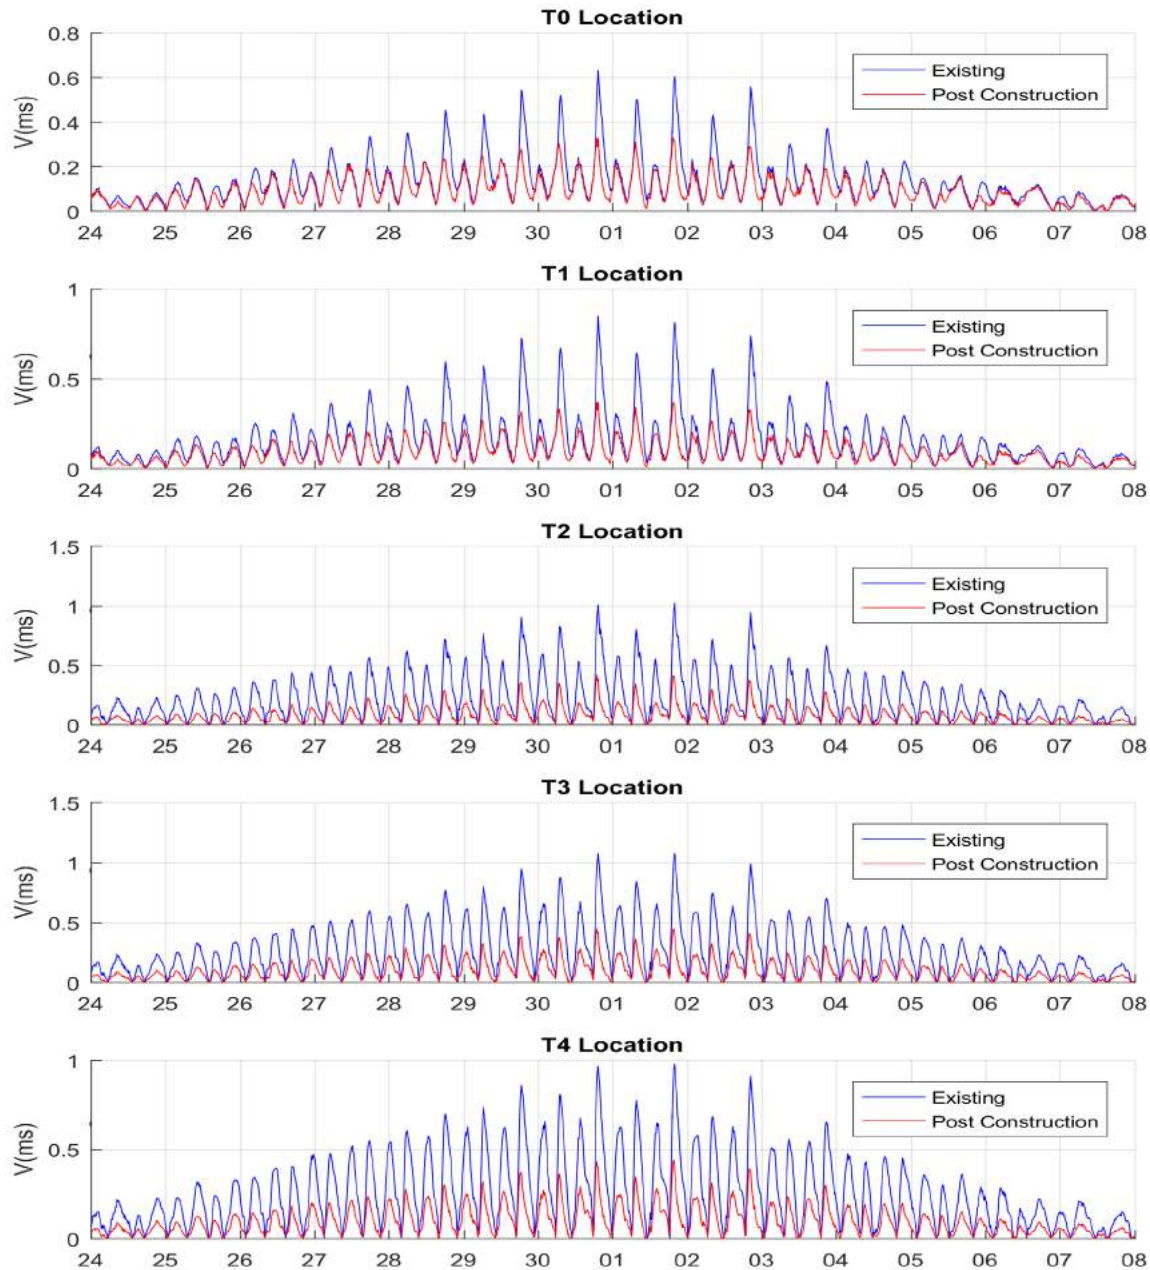 T0 Location
0.8
0.6
0.4
0.2
0
V(ms)
Existing
Post Construction
24 25 26 27 28 29 30 01 02 03 04 05 06 07 08
T1 Location
1
0.5
0
V(ms)
Existing
Post Construction
24 25 26 27 28 29 30 01 02 03 04 05 06 07 08
T2 Location
1.5
1
0.5
0
V(ms)
Existing
Post Construction
24 25 26 27 28 29 30 01 02 03 04 05 06 07 08
T3 Location
1.5
1
0.5
0
V(ms)
Existing
Post Construction
24 25 26 27 28 29 30 01 02 03 04 05 06 07 08
T4 Location
1
0.5
0
V(ms)
Existing
Post Construction
24 25 26 27 28 29 30 01 02 03 04 05 06 07 08